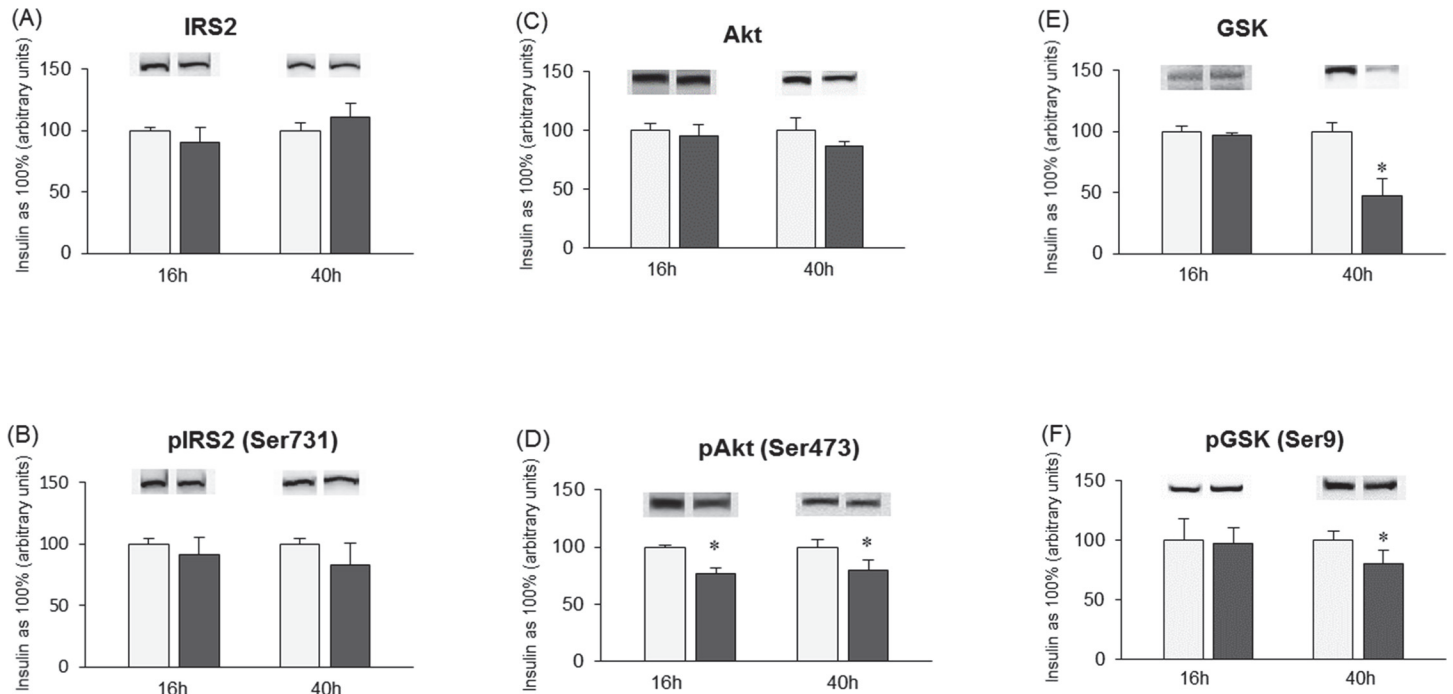 (A)
IRS2
Insulin as 100% (arbitrary units)
150
100
50
0
16h
40h
(C)
Akt
Insulin as 100% (arbitrary units)
150
100
50
0
16h
40h
(E)
GSK
Insulin as 100% (arbitrary units)
150
100
50
0
*
16h
40h
(B)
pIRS2 (Ser731)
Insulin as 100% (arbitrary units)
150
100
50
0
16h
40h
(D)
pAkt (Ser473)
Insulin as 100% (arbitrary units)
150
100
50
0
*
*
16h
40h
(F)
pGSK (Ser9)
Insulin as 100% (arbitrary units)
150
100
50
0
*
16h
40h